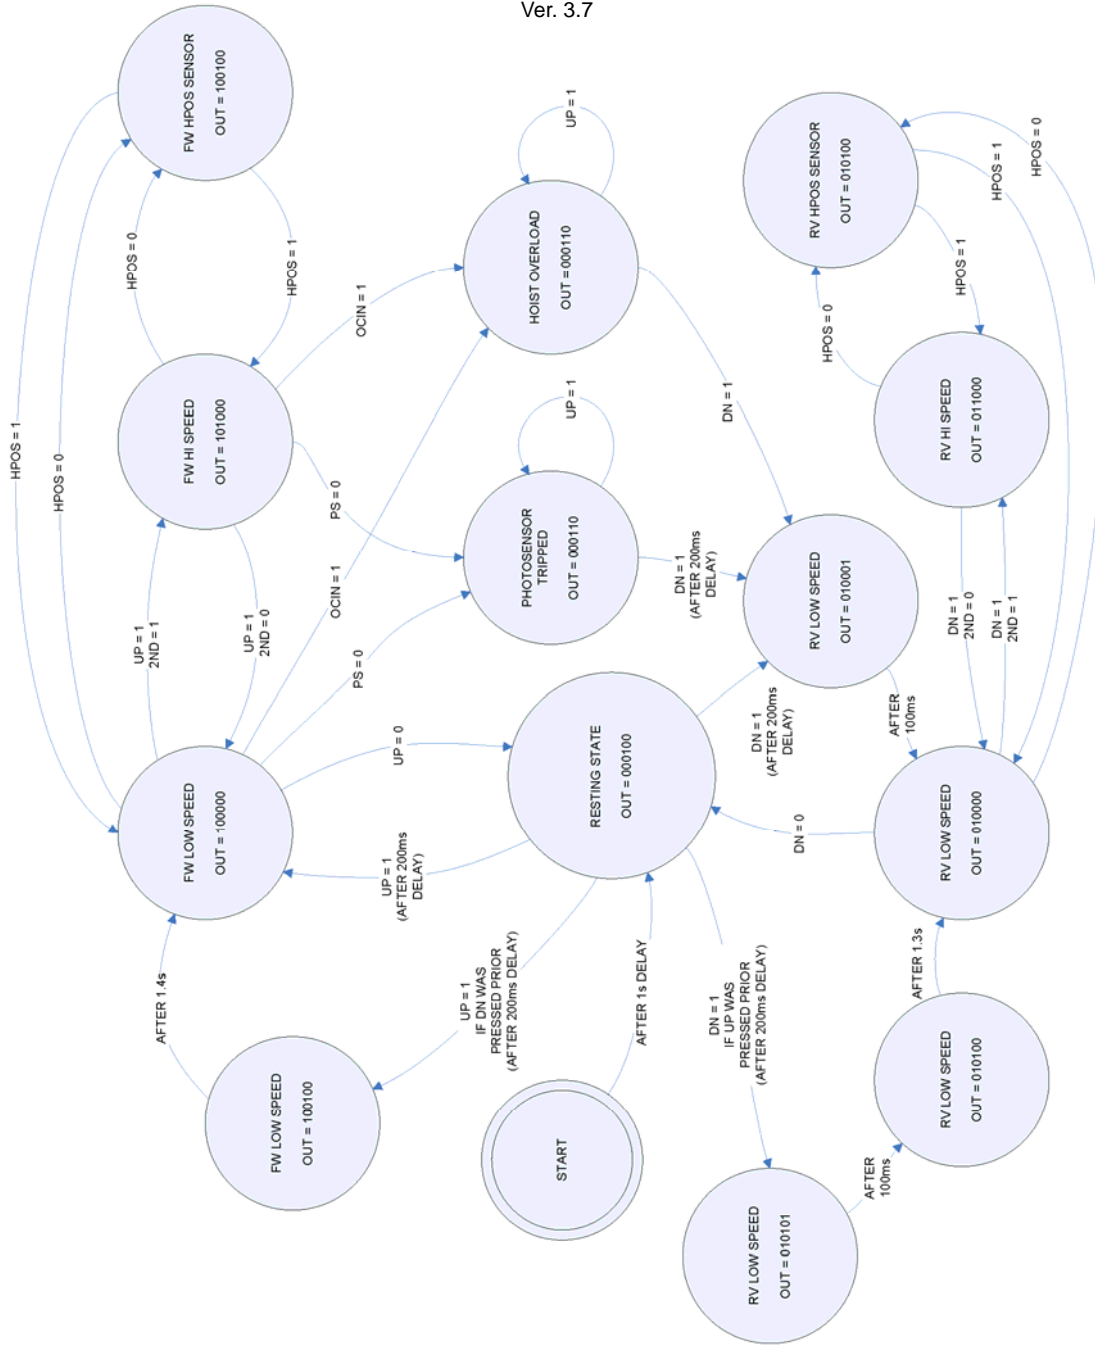 Ver. 3.7
HPOS = 1
HPOS = 0
FW HPOS SENSOR
OUT = 100100
HPOS = 0
HPOS = 1
FW HI SPEED
OUT = 101000
UP = 1
2ND = 1
UP = 1
2ND = 0
FW LOW SPEED
OUT = 100000
AFTER 1.4s
FW LOW SPEED
OUT = 100100
OCIN = 1
PS = 0
OCIN = 1
PS = 0
UP = 0
UP = 1
(AFTER 200ms
DELAY)
UP = 1
IF DN WAS
PRESSED PRIOR
(AFTER 200ms DELAY)
HOIST OVERLOAD
OUT = 000110
UP = 1
PHOTOSENSOR
TRIPPED
OUT = 000110
UP = 1
RESTING STATE
OUT = 000100
START
AFTER 1s DELAY
DN = 1
DN = 1
(AFTER 200ms
DELAY)
DN = 1
(AFTER 200ms
DELAY)
DN = 1
IF UP WAS
PRESSED PRIOR
(AFTER 200ms DELAY)
RV LOW SPEED
OUT = 010001
AFTER
100ms
DN = 0
RV LOW SPEED
OUT = 010101
AFTER
100ms
RV LOW SPEED
OUT = 010100
AFTER 1.3s
RV LOW SPEED
OUT = 010000
DN = 1
2ND = 0
DN = 1
2ND = 1
RV HI SPEED
OUT = 011000
HPOS = 0
HPOS = 1
RV HPOS SENSOR
OUT = 010100
HPOS = 1
HPOS = 0